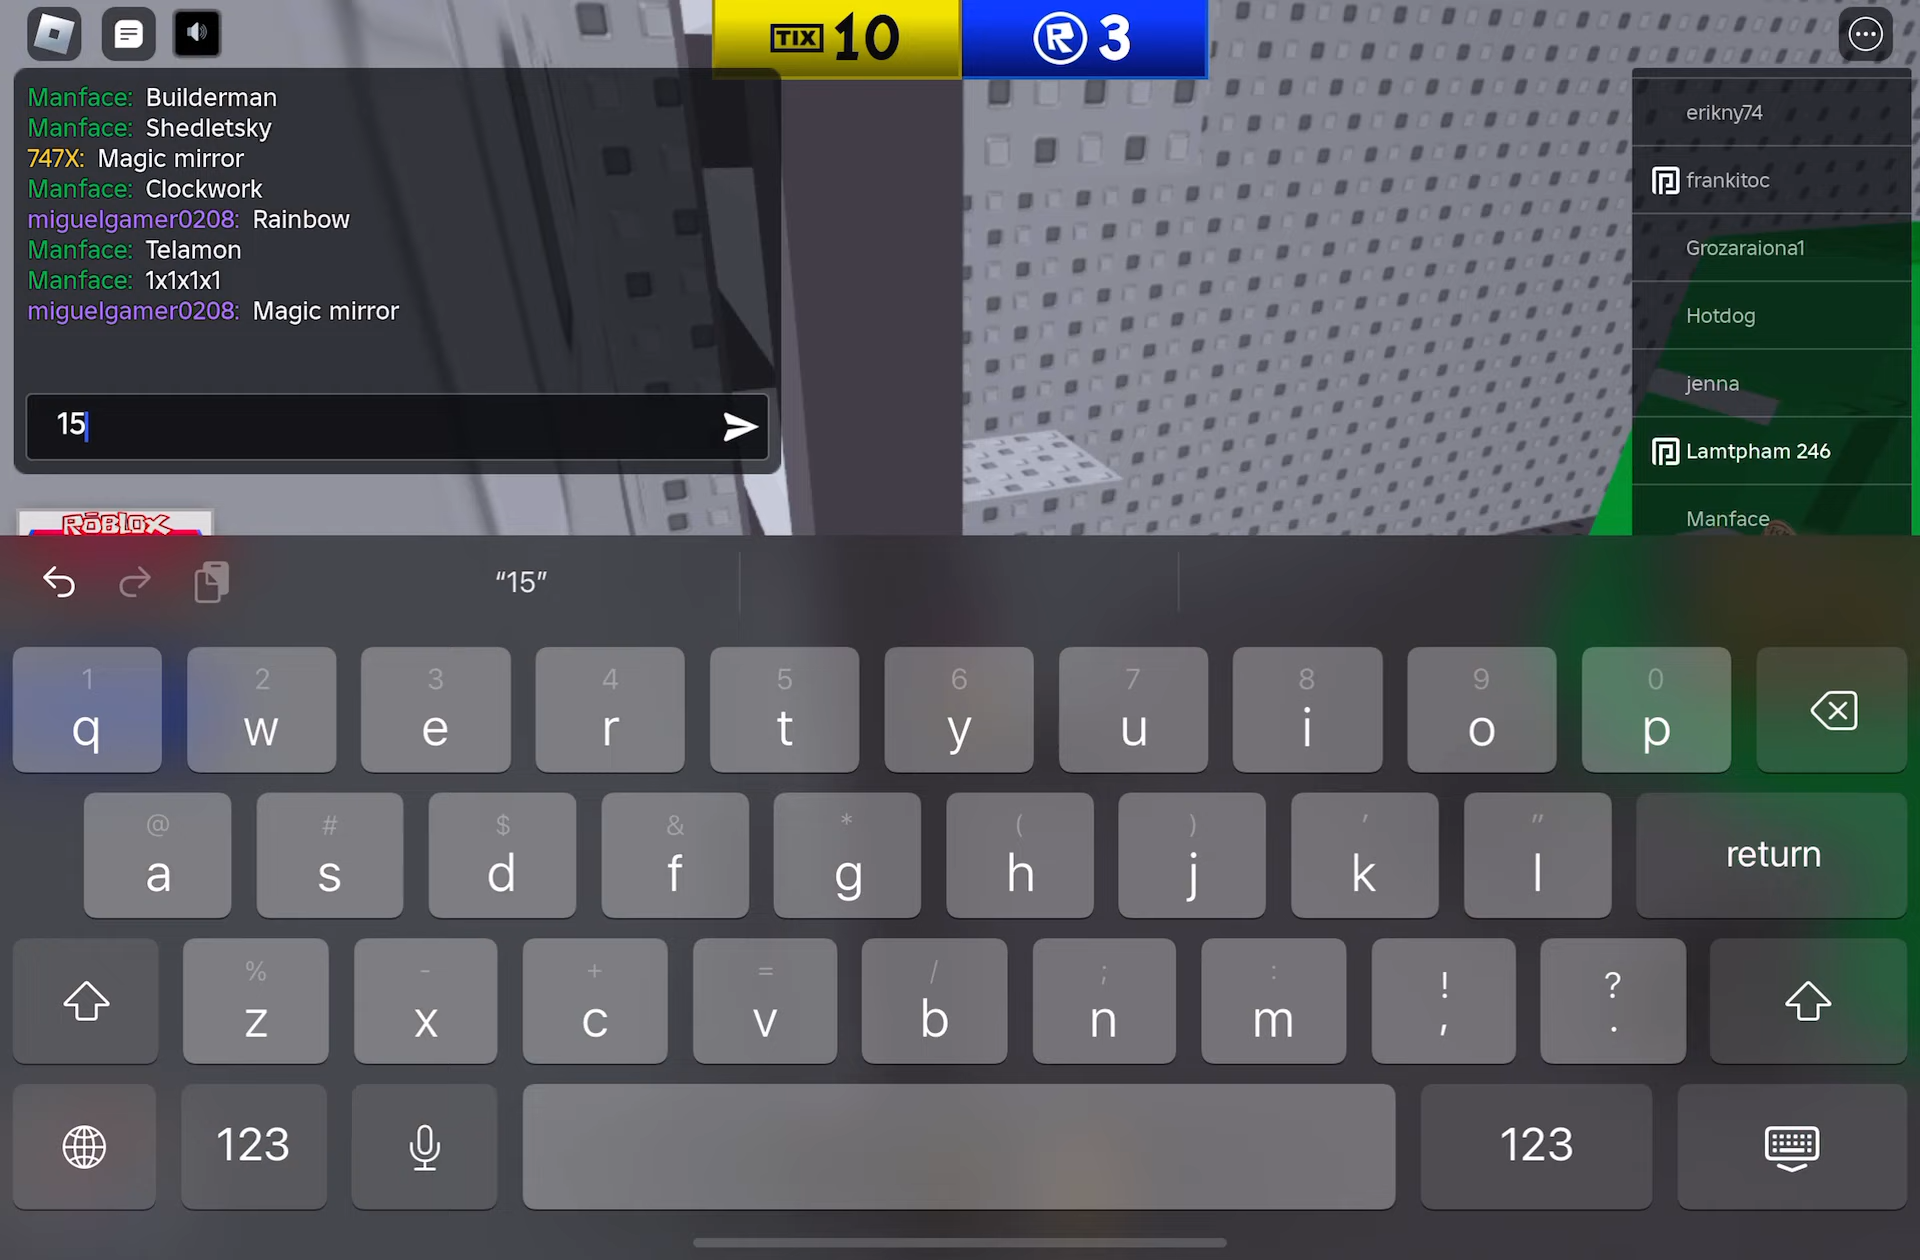 TIX 10
R 3
Manface: Builderman
Manface: Shedletsky
747X: Magic mirror
Manface: Clockwork
miguelgamer0208: Rainbow
Manface: Telamon
Manface: 1x1x1x1
miguelgamer0208: Magic mirror
15
ROBLOX
erikny74
frankitoc
Grozaraiona1
Hotdog
jenna
Lamtpham 246
Manface
“15”
1 2 3 4 5 6 7 8 9 0
q w e r t y u i o p
@ # $ & * ( ) ' "
a s d f g h j k l return
% - + = / ; : ! ?
z x c v b n m , .
123 123